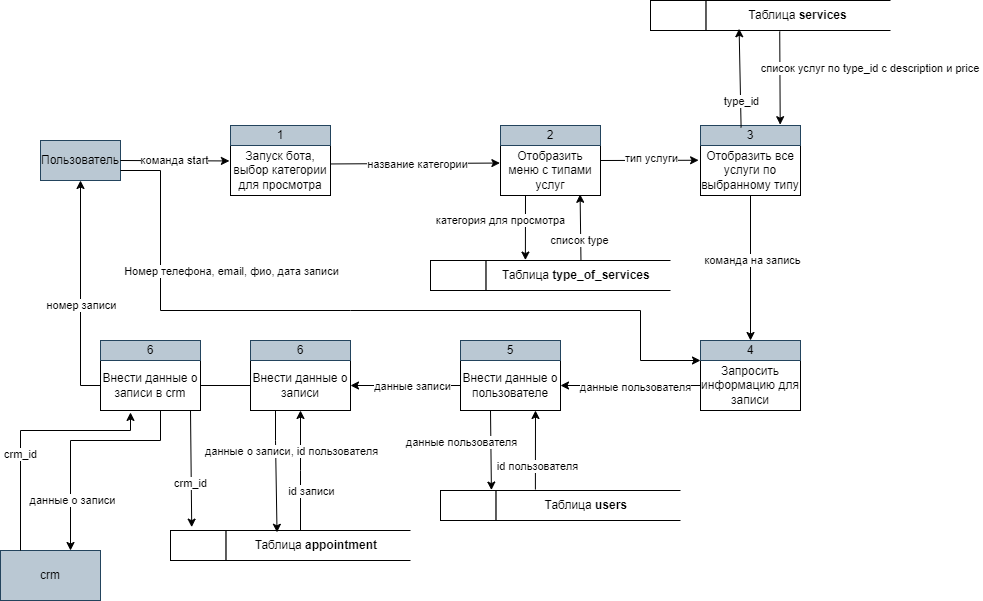 Таблица services
список услуг по type_id с description и price
type_id
1
2
3
Пользователь
команда start
Запуск бота,
выбор категории
для просмотра
название категории
Отобразить
меню с типами
услуг
тип услуги
Отобразить все
услуги по
выбранному типу
категория для просмотра
список type
команда на запись
Номер телефона, email, фио, дата записи
Таблица type_of_services
номер записи
6
6
5
4
Внести данные о
записи в crm
Внести данные о
записи
данные записи
Внести данные о
пользователе
данные пользователя
Запросить
информацию для
записи
crm_id
данные о записи, id пользователя
данные пользователя
id пользователя
crm_id
id записи
данные о записи
Таблица users
Таблица appointment
crm